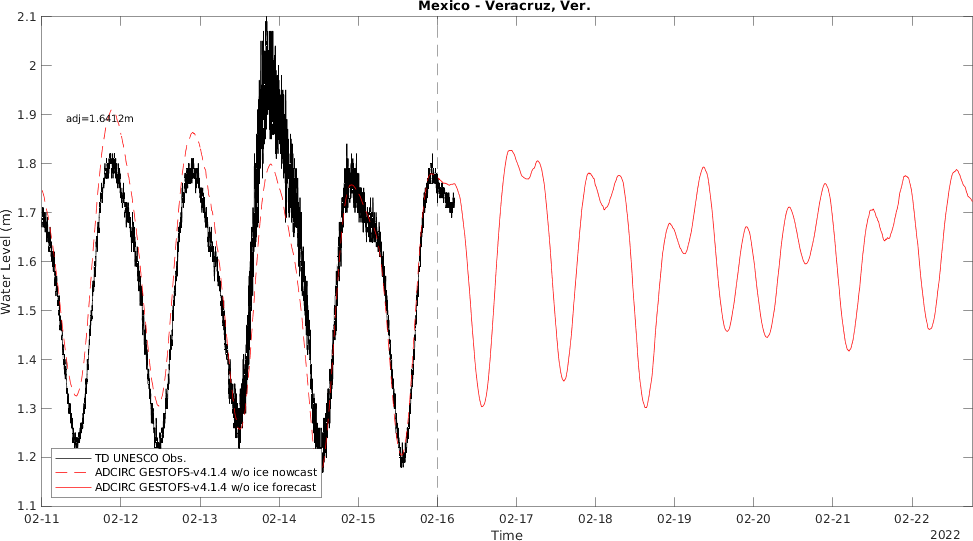 Mexico - Veracruz, Ver.
2.1
2
1.9
adj=1.6412m
1.8
1.7
Water Level (m)
1.6
1.5
1.4
1.3
1.2
TD UNESCO Obs.
ADCIRC GESTOFS-v4.1.4 w/o ice nowcast
ADCIRC GESTOFS-v4.1.4 w/o ice forecast
1.1
02-11 02-12 02-13 02-14 02-15 02-16 02-17 02-18 02-19 02-20 02-21 02-22
Time
2022